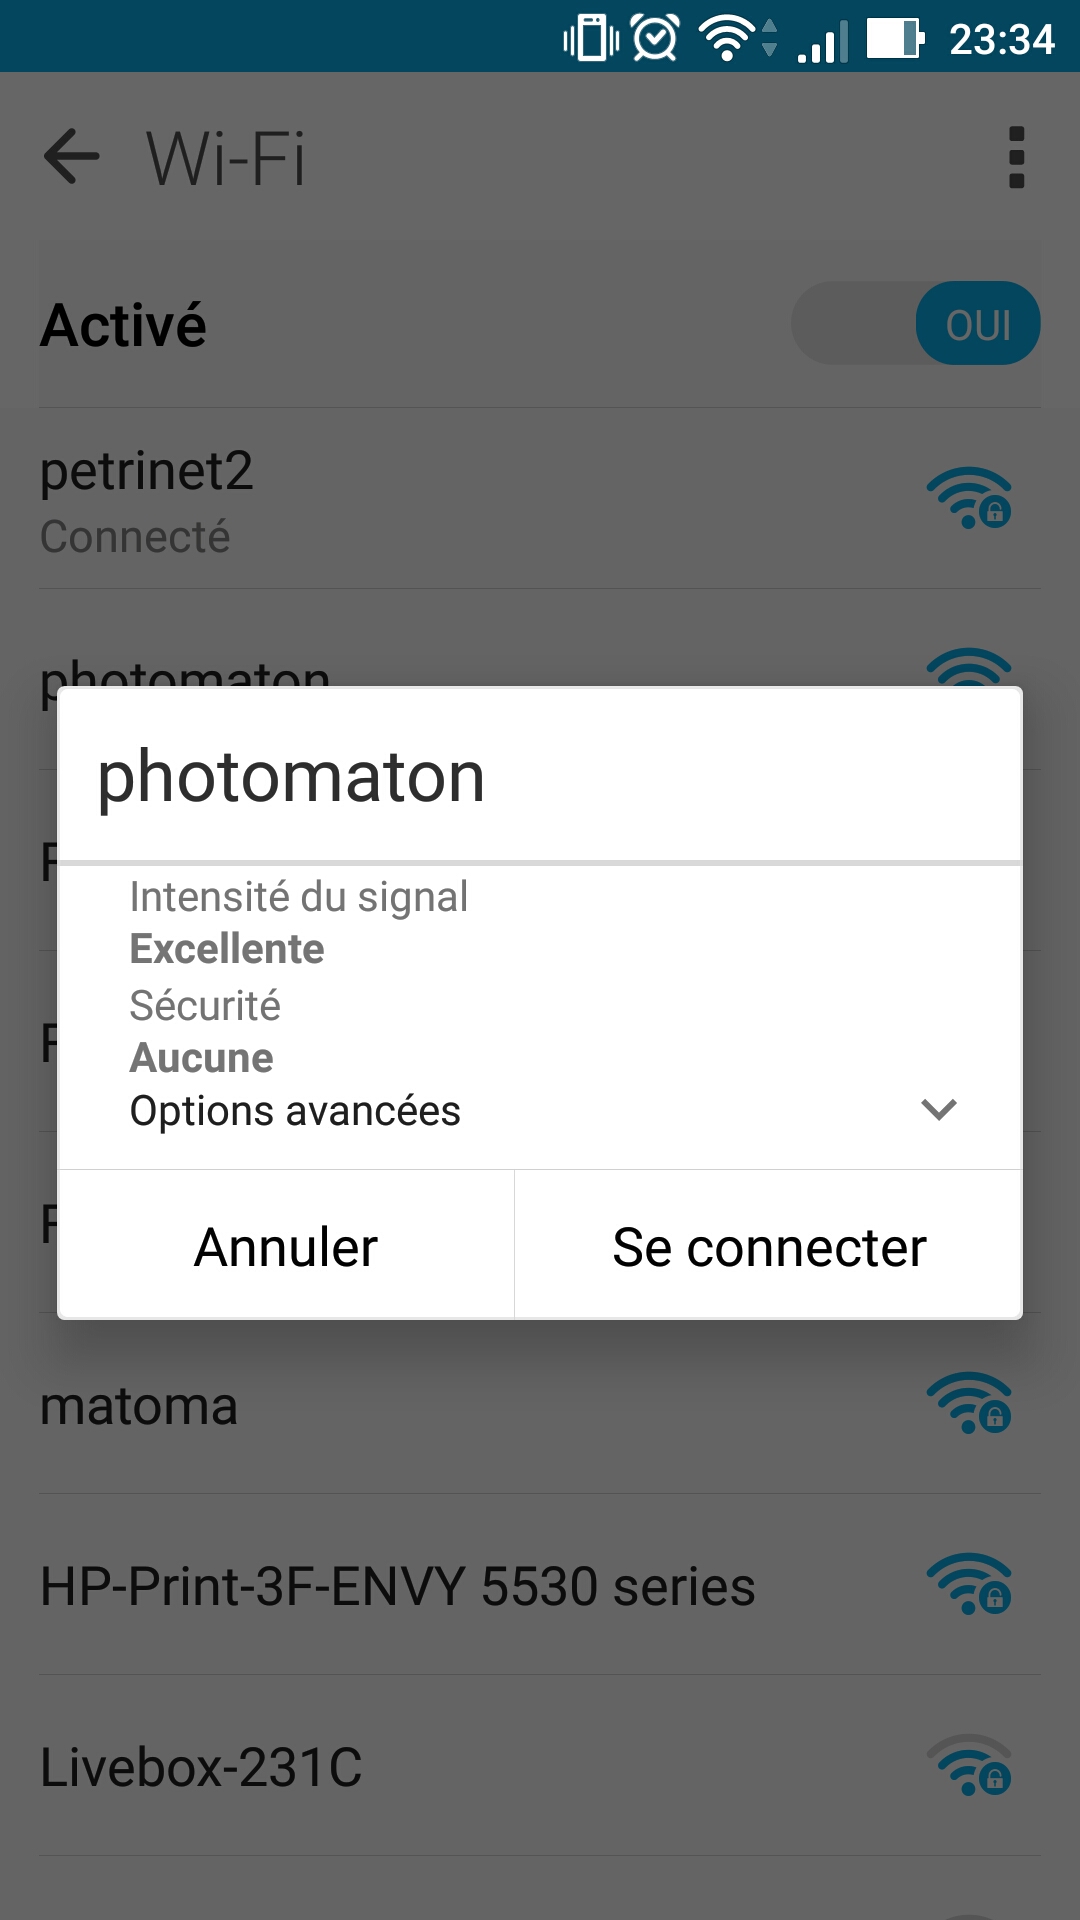 23:34
Wi-Fi
Activé
OUI
petrinet2
Connecté
photomaton
photomaton
Intensité du signal
Excellente
Sécurité
Aucune
Options avancées
Annuler
Se connecter
matoma
HP-Print-3F-ENVY 5530 series
Livebox-231C